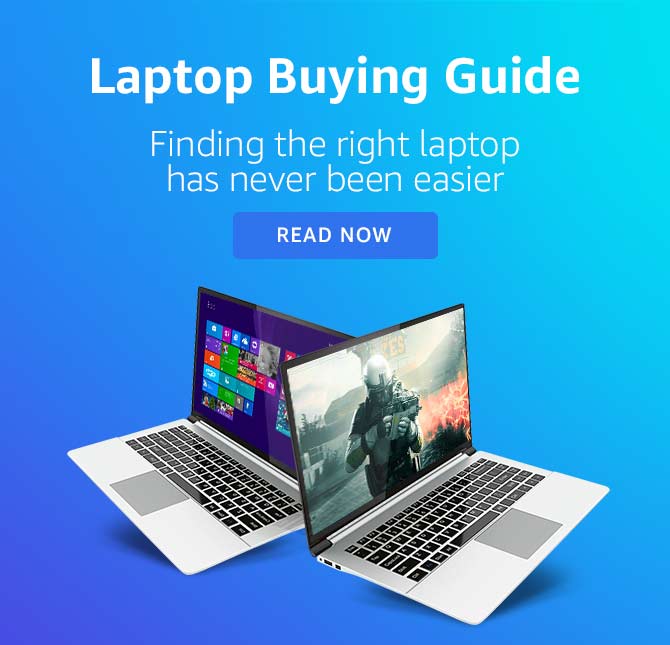 Laptop Buying Guide
Finding the right laptop
has never been easier
READ NOW